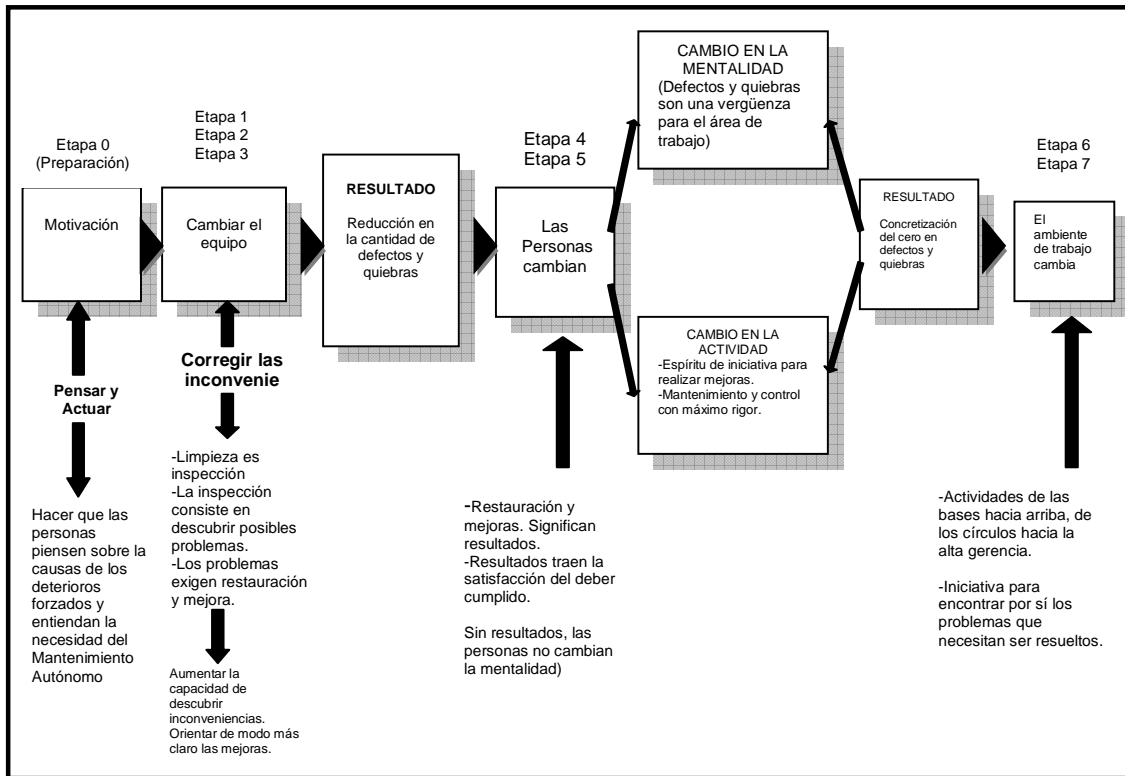 Etapa 0
(Preparación)
Motivación
Pensar y
Actuar
Hacer que las
personas
piensen sobre la
causas de los
deterioros
forzados y
entiendan la
necesidad del
Mantenimiento
Autónomo
Etapa 1
Etapa 2
Etapa 3
Cambiar el
equipo
Corregir las
inconvenie
-Limpieza es
inspección
-La inspección
consiste en
descubrir posibles
problemas.
-Los problemas
exigen restauración
y mejora.
Aumentar la
capacidad de
descubrir
inconveniencias.
Orientar de modo más
claro las mejoras.
RESULTADO
Reducción en
la cantidad de
defectos y
quiebras
Etapa 4
Etapa 5
Las
Personas
cambian
-Restauración y
mejoras. Significan
resultados.
-Resultados traen la
satisfacción del deber
cumplido.
Sin resultados, las
personas no cambian
la mentalidad)
CAMBIO EN LA
MENTALIDAD
(Defectos y quiebras
son una vergüenza
para el área de
trabajo)
CAMBIO EN LA
ACTIVIDAD
-Espíritu de iniciativa para
realizar mejoras.
-Mantenimiento y control
con máximo rigor.
RESULTADO
Concretización
del cero en
defectos y
quiebras
Etapa 6
Etapa 7
El
ambiente
de trabajo
cambia
-Actividades de las
bases hacia arriba, de
los círculos hacia la
alta gerencia.
-Iniciativa para
encontrar por sí los
problemas que
necesitan ser resueltos.